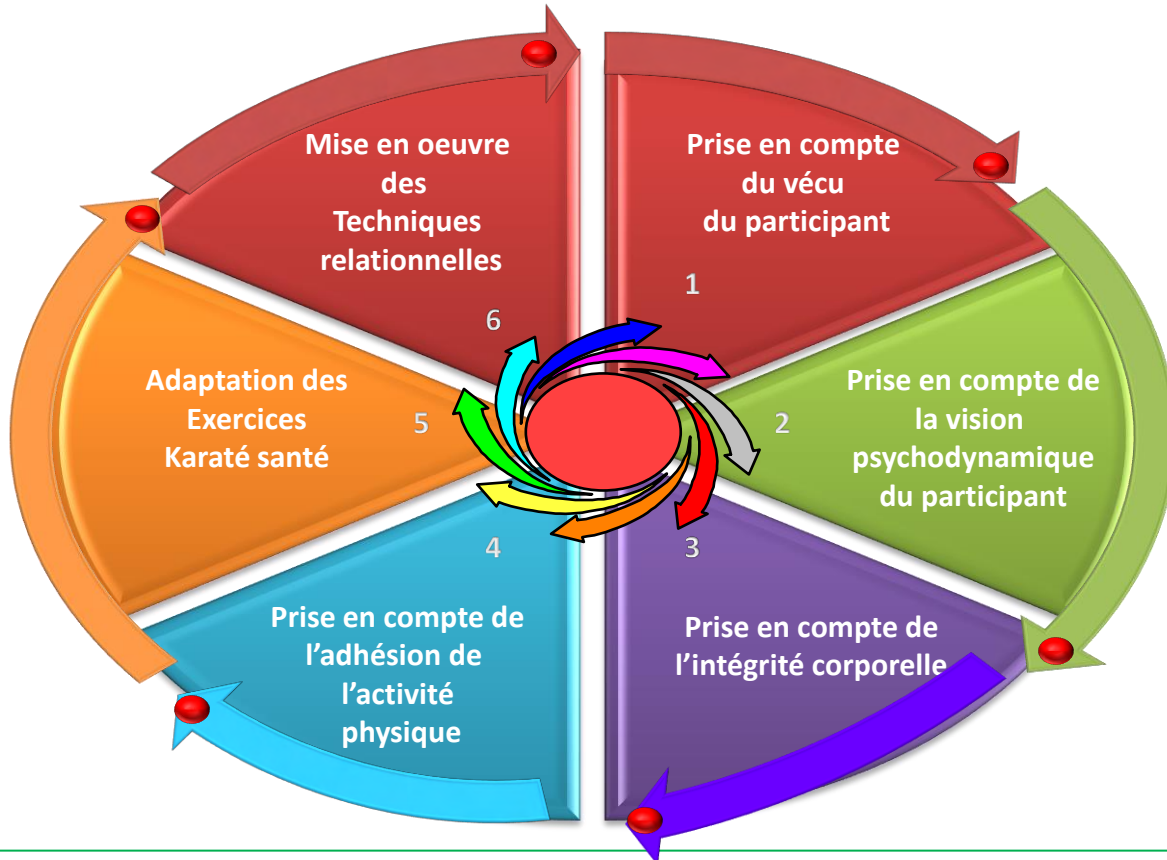 Prise en compte
du vécu
du participant
1
Prise en compte de
la vision
psychodynamique
du participant
2
Prise en compte de
l'intégrité corporelle
3
Prise en compte de
l'adhésion de
l'activité
physique
4
Adaptation des
Exercices
Karaté santé
5
Mise en oeuvre
des
Techniques
relationnelles
6